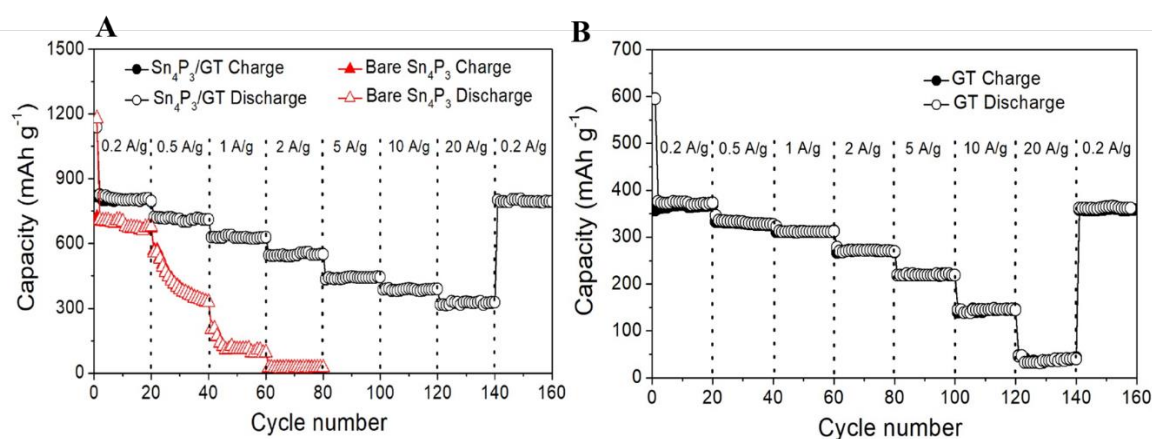 A
Capacity (mAh g⁻¹)
1500
1200
900
600
300
0
Sn₄P₃/GT Charge
Sn₄P₃/GT Discharge
Bare Sn₄P₃ Charge
Bare Sn₄P₃ Discharge
0.2 A/g 0.5 A/g 1 A/g 2 A/g 5 A/g 10 A/g 20 A/g 0.2 A/g
0 20 40 60 80 100 120 140 160
Cycle number
B
Capacity (mAh g⁻¹)
700
600
500
400
300
200
100
0
GT Charge
GT Discharge
0.2 A/g 0.5 A/g 1 A/g 2 A/g 5 A/g 10 A/g 20 A/g 0.2 A/g
0 20 40 60 80 100 120 140 160
Cycle number